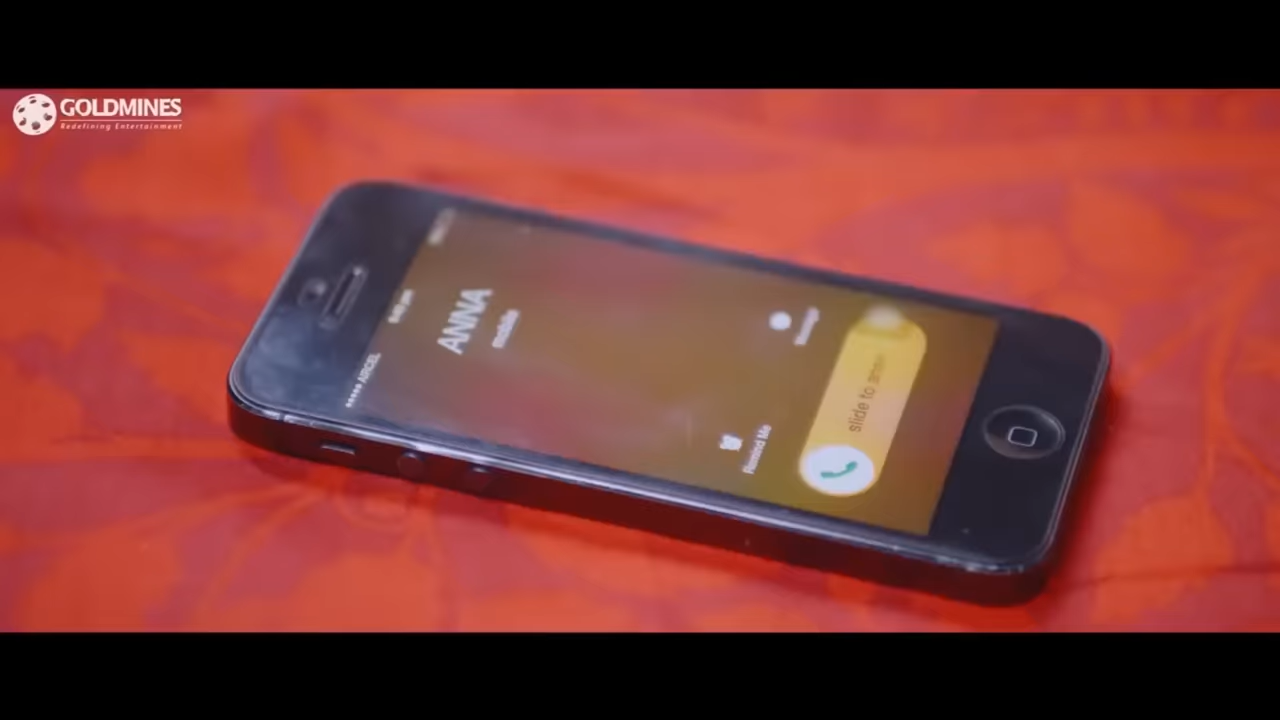 GOLDMINES
Redefining Entertainment
AIRCEL
ANNA
mobile
Message
Remind Me
slide to